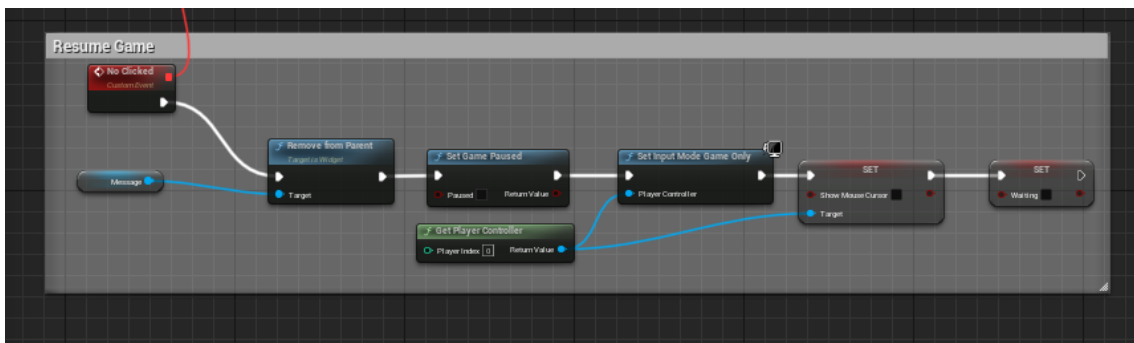 Resume Game
No Clicked
Custom Event
Message
Remove from Parent
Target is Widget
Target
Set Game Paused
Paused
Return Value
Get Player Controller
Player Index
0
Return Value
Set Input Mode Game Only
Player Controller
SET
Show Mouse Cursor
Target
SET
Waiting